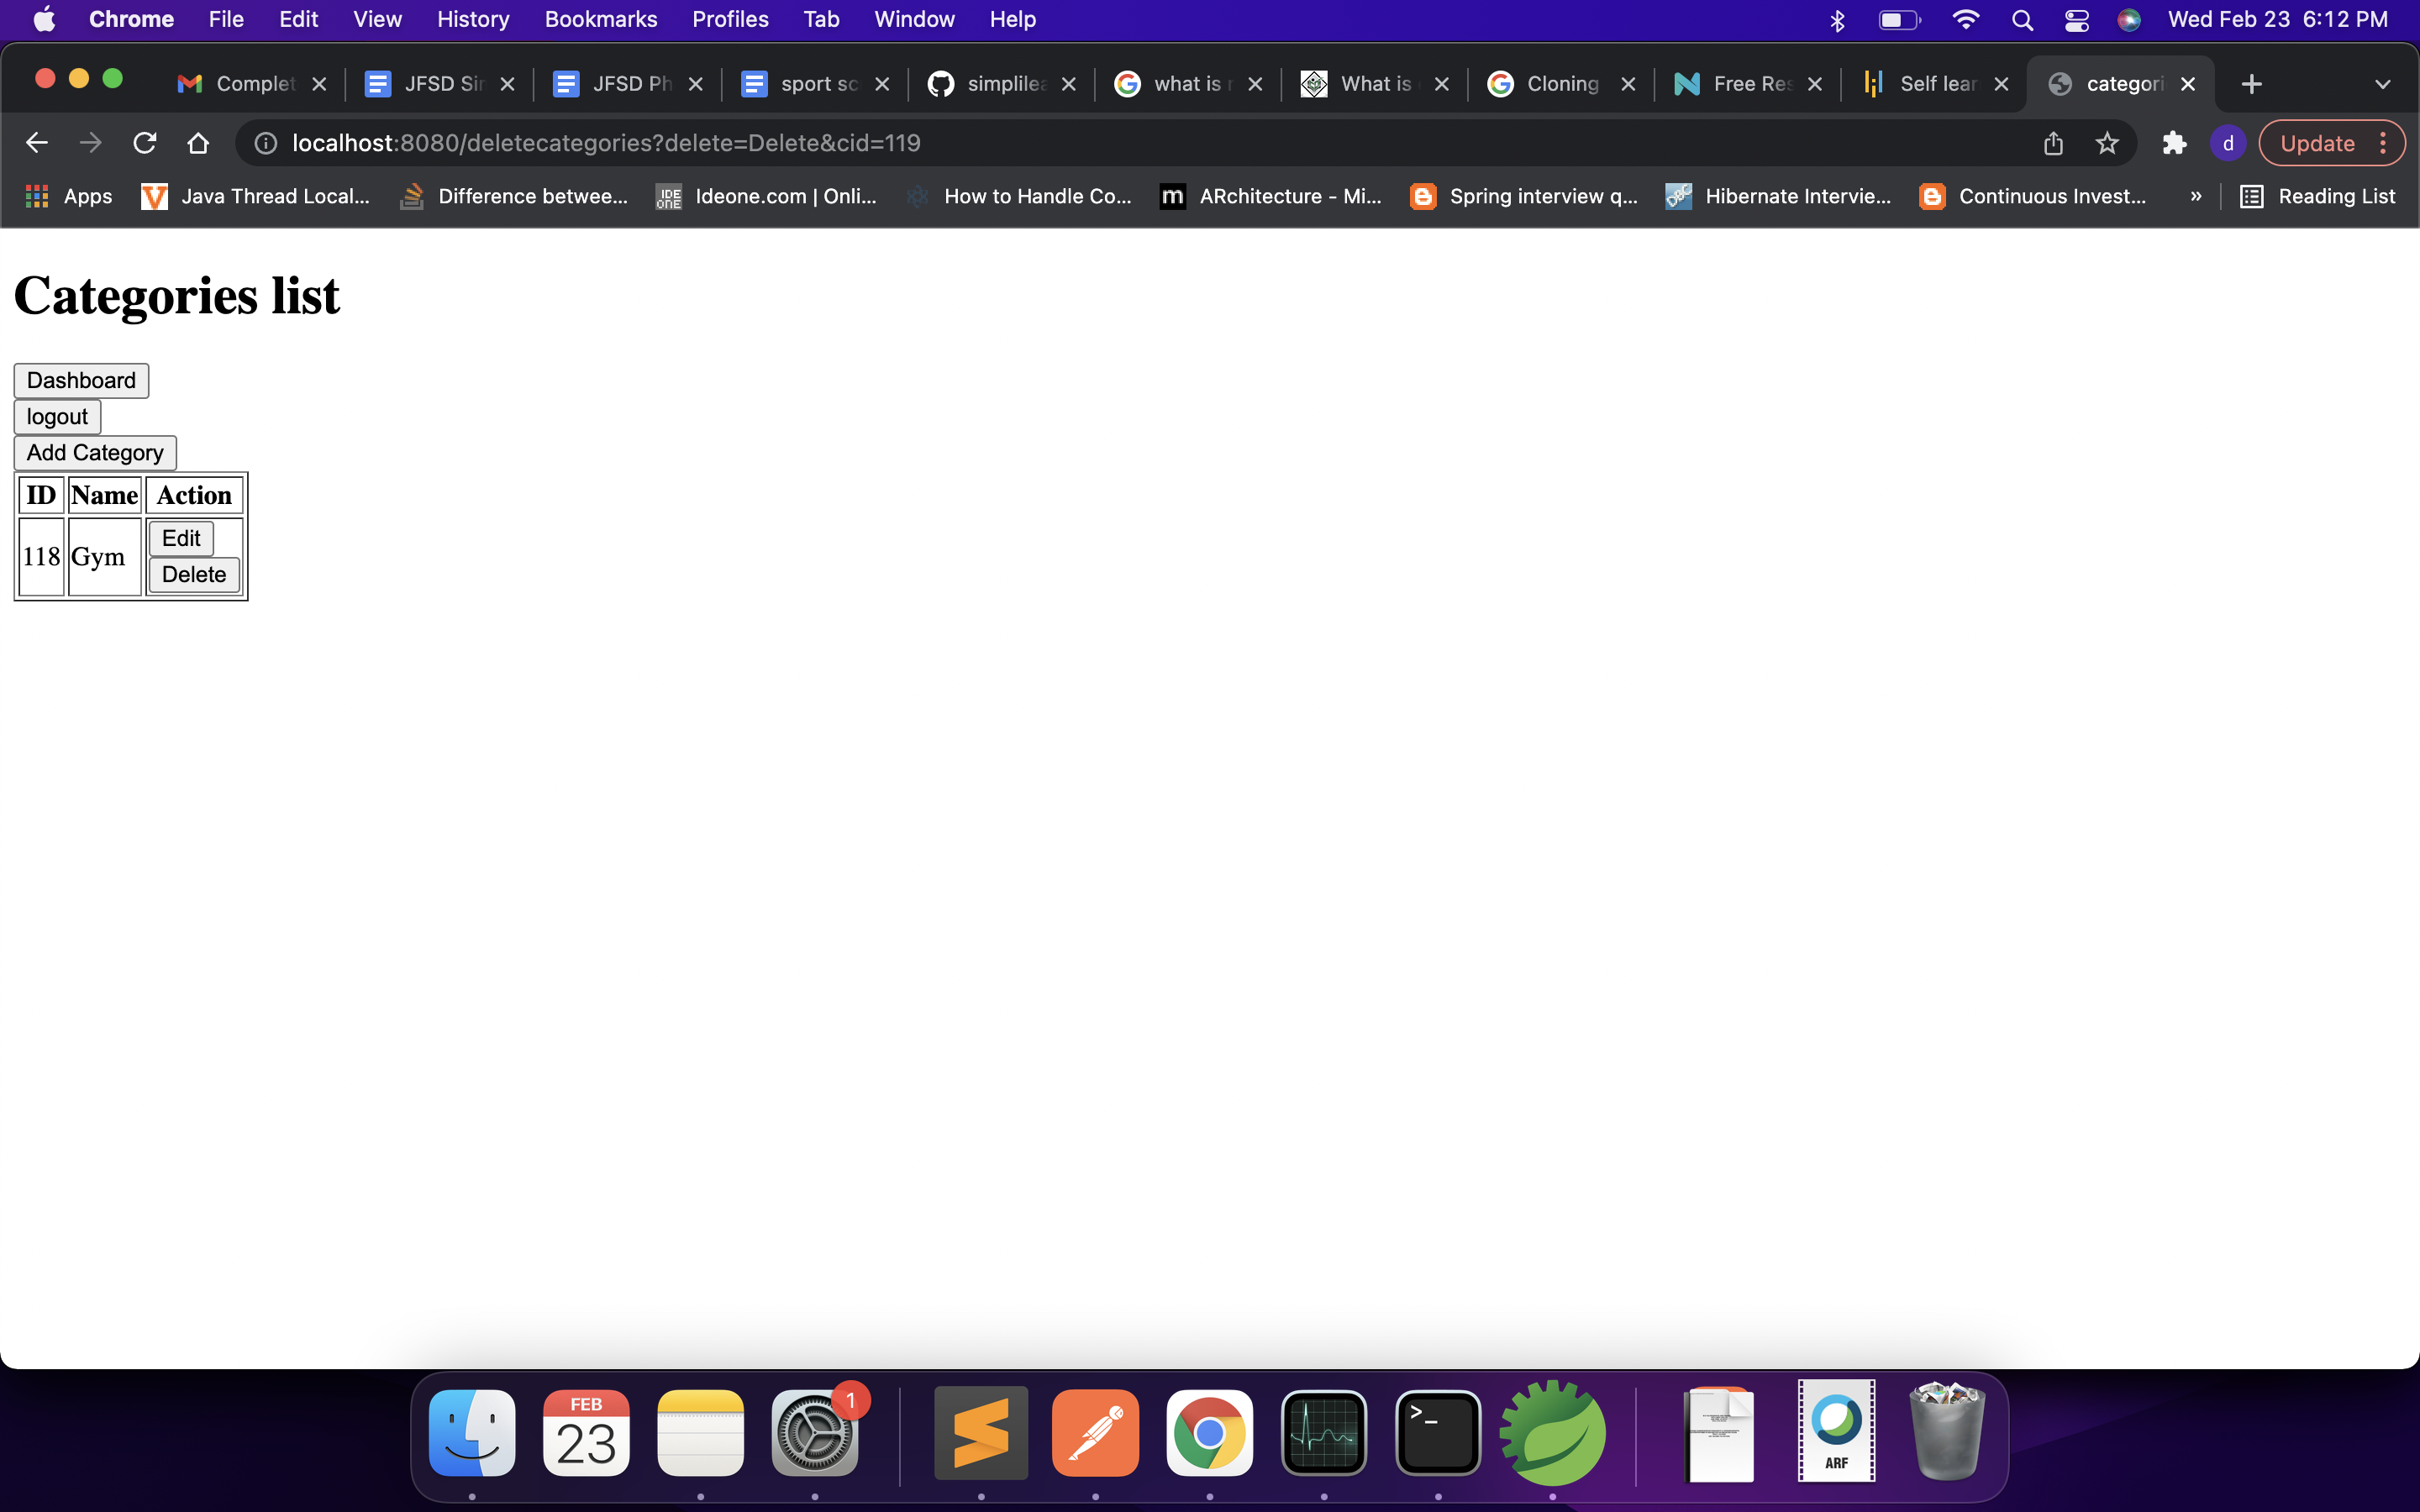 Chrome File Edit View History Bookmarks Profiles Tab Window Help Wed Feb 23 6:12 PM
Complet JFSD Sir JFSD Ph sport sc simplilea what is r What is Cloning Free Res Self lear categori
localhost:8080/deletecategories?delete=Delete&cid=119 d Update
Apps Java Thread Local... Difference betwee... IDE ONE Ideone.com | Onli... How to Handle Co... m ARchitecture - Mi... Spring interview q... Hibernate Intervie... Continuous Invest... » Reading List
Categories list
Dashboard
logout
Add Category
ID Name Action
118 Gym Edit
Delete
FEB
23
1
>_
ARF